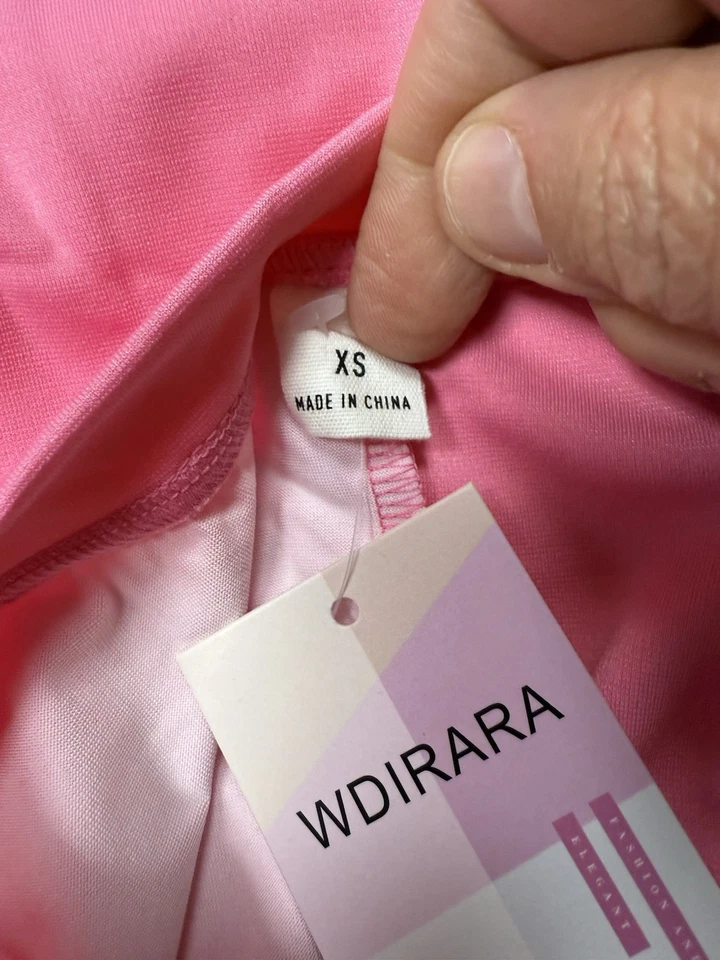 XS
MADE IN CHINA
WDIRARA
FASHION AND
ELEGANT